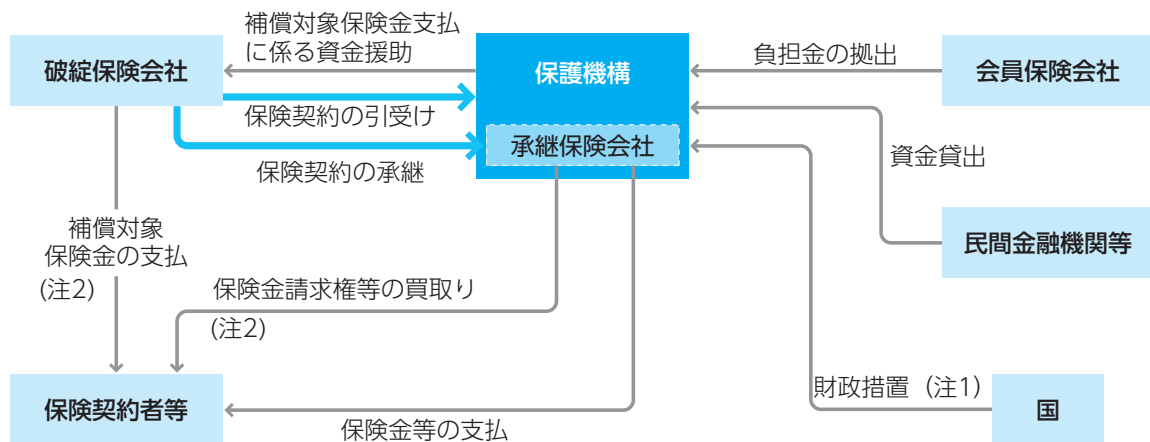 補償対象保険金支払
に係る資金援助
破綻保険会社
保護機構
負担金の拠出
会員保険会社
保険契約の引受け
承継保険会社
保険契約の承継
資金貸出
補償対象
保険金の支払
(注2)
民間金融機関等
保険金請求権等の買取り
(注2)
財政措置（注1）
保険契約者等
国
保険金等の支払